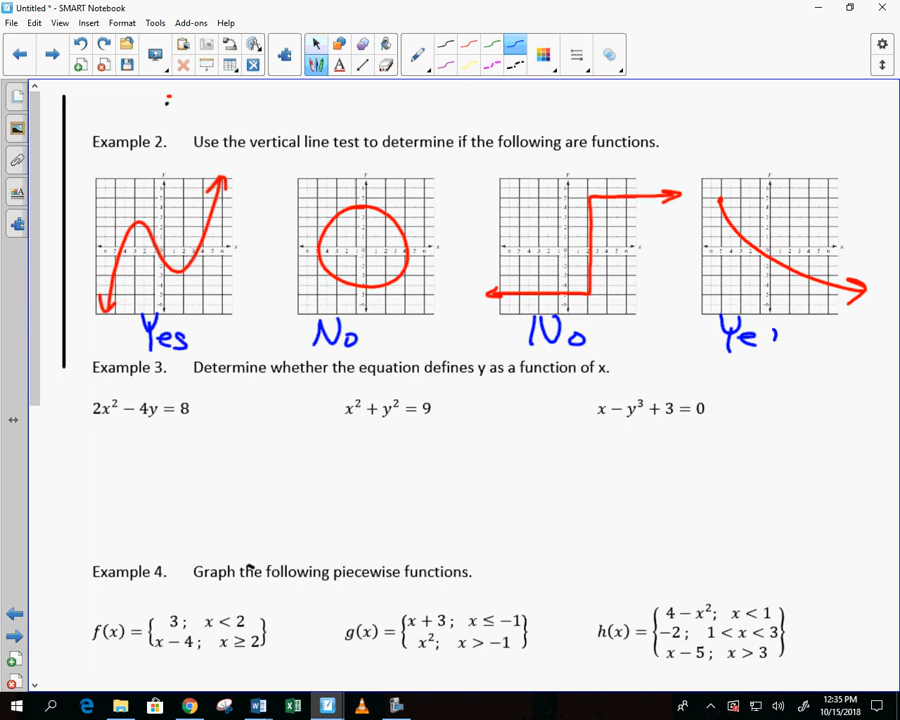 Untitled * - SMART Notebook
File Edit View Insert Format Tools Add-ons Help
Example 2. Use the vertical line test to determine if the following are functions.
Yes No No Ye
Example 3. Determine whether the equation defines y as a function of x.
2x² − 4y = 8 x² + y² = 9 x − y³ + 3 = 0
Example 4. Graph the following piecewise functions.
f(x) = { 3; x < 2
x − 4; x ≥ 2 }
g(x) = { x + 3; x ≤ −1
x²; x > −1 }
h(x) = { 4 − x²; x < 1
−2; 1 < x < 3
x − 5; x > 3 }
12:35 PM
10/15/2018